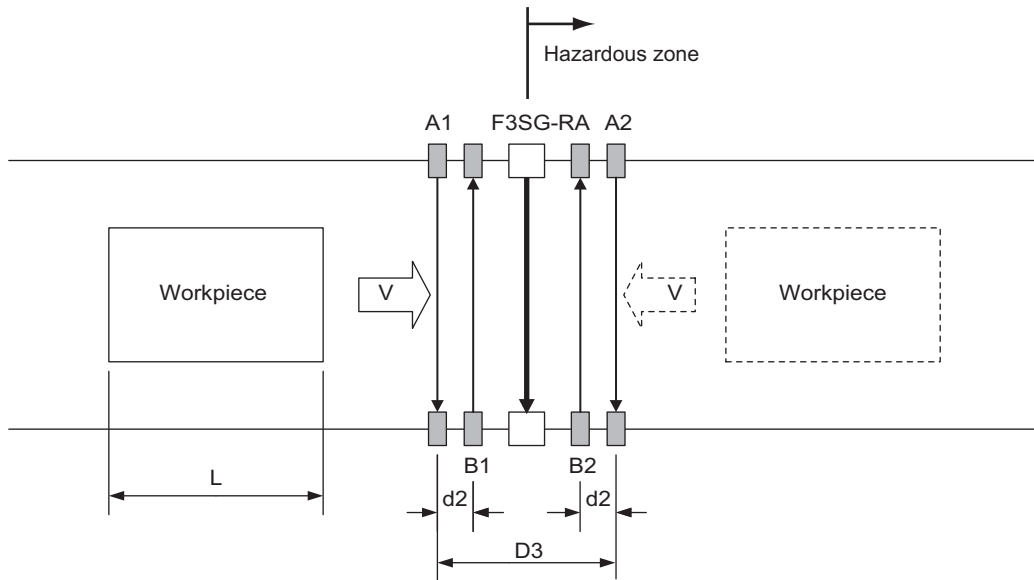 Hazardous zone
A1 F3SG-RA A2
Workpiece V V Workpiece
B1 B2
L d2 d2
D3